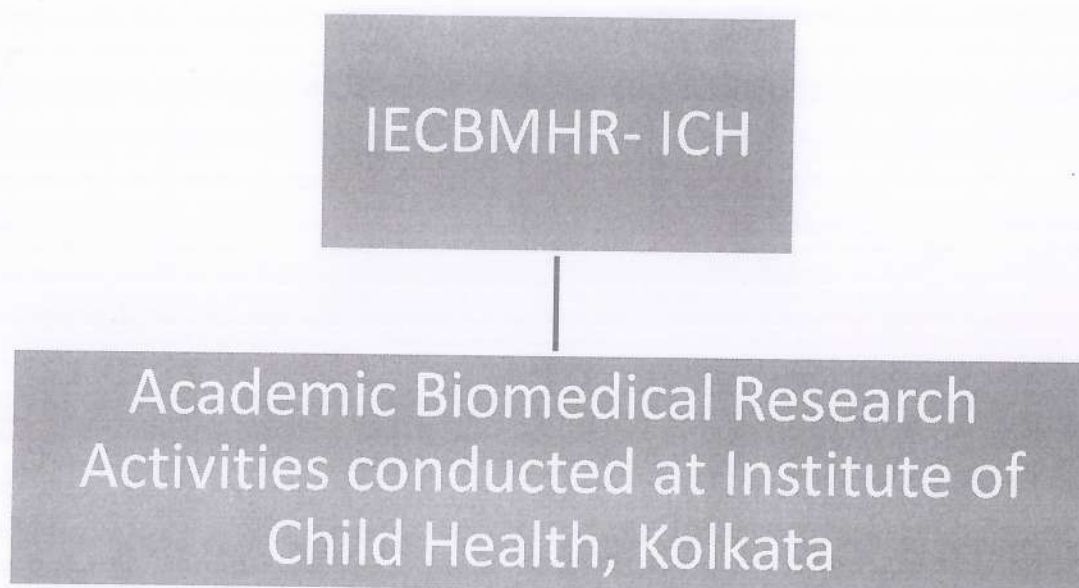 IECBMHR- ICH
Academic Biomedical Research
Activities conducted at Institute of
Child Health, Kolkata